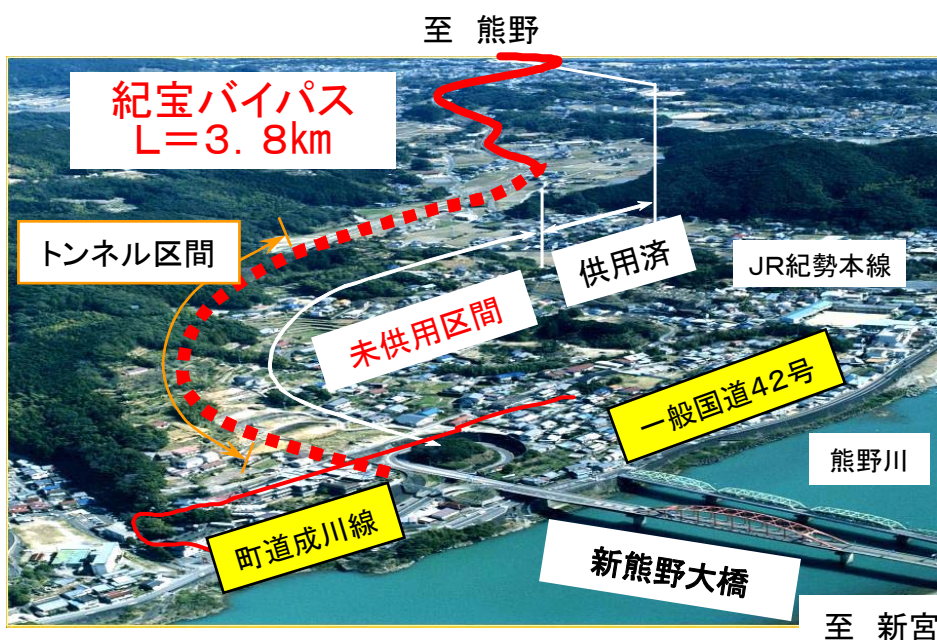 至 熊野
紀宝バイパス
L=3.8km
トンネル区間
供用済
JR紀勢本線
未供用区間
一般国道42号
熊野川
町道成川線
新熊野大橋
至 新宮